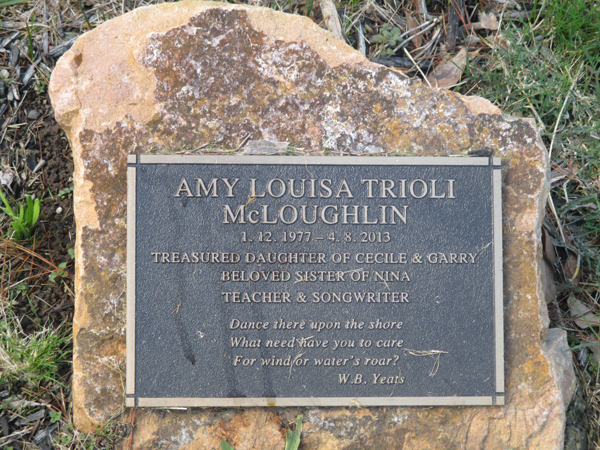 AMY LOUISA TRIOLI
McLOUGHLIN
1. 12. 1977 – 4. 8. 2013
TREASURED DAUGHTER OF CECILE & GARRY
BELOVED SISTER OF NINA
TEACHER & SONGWRITER
Dance there upon the shore
What need have you to care
For wind or water's roar?
W.B. Yeats